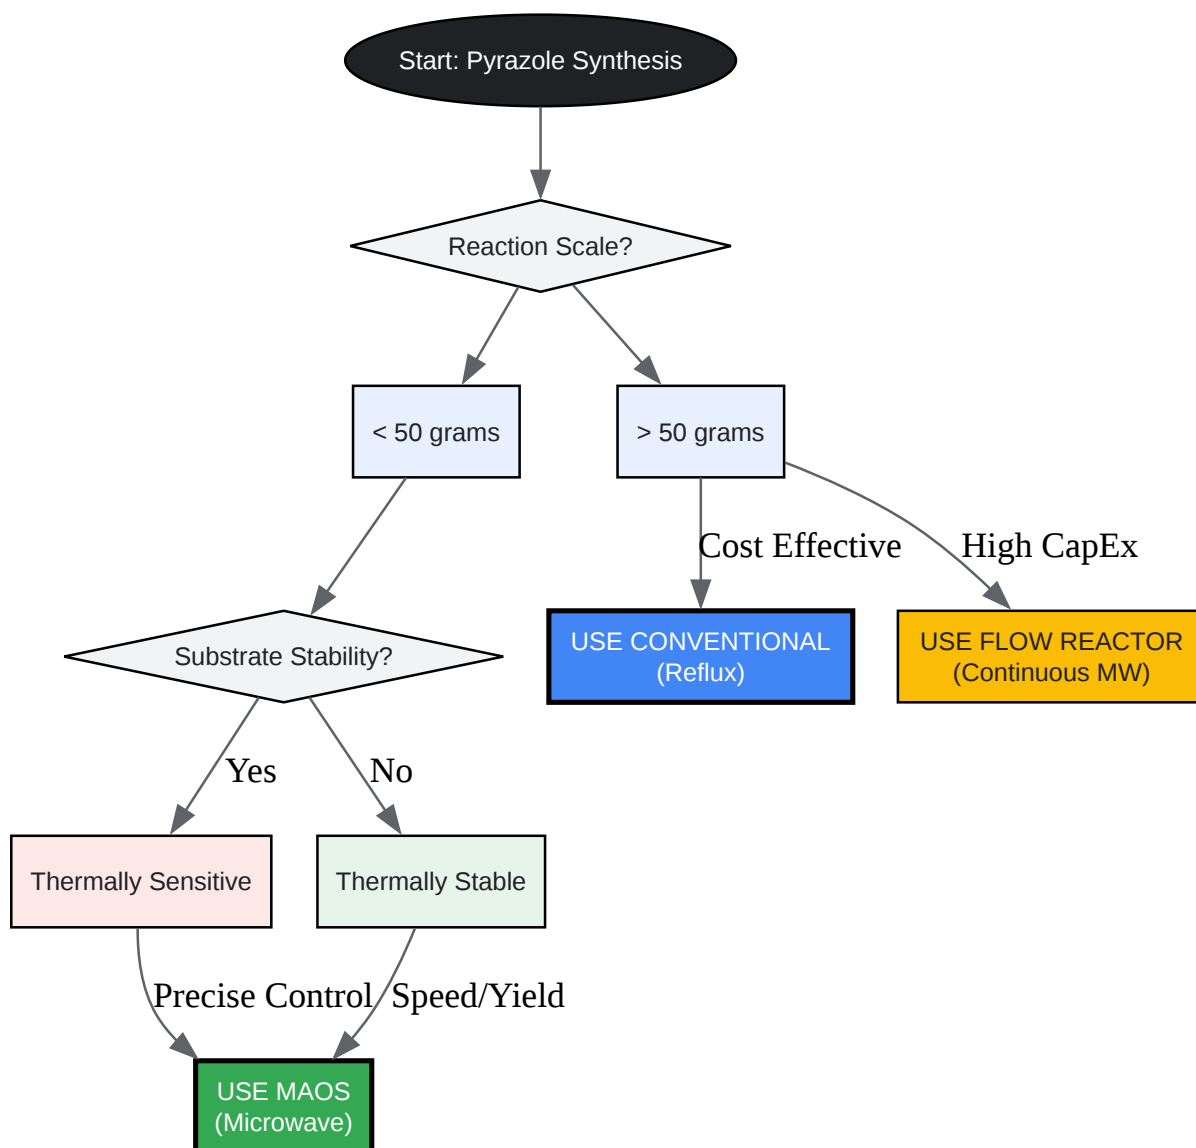 Start: Pyrazole Synthesis
Reaction Scale?
< 50 grams
> 50 grams
Cost Effective
High CapEx
USE CONVENTIONAL
(Reflux)
USE FLOW REACTOR
(Continuous MW)
Substrate Stability?
Yes
No
Thermally Sensitive
Thermally Stable
Precise Control
Speed/Yield
USE MAOS
(Microwave)